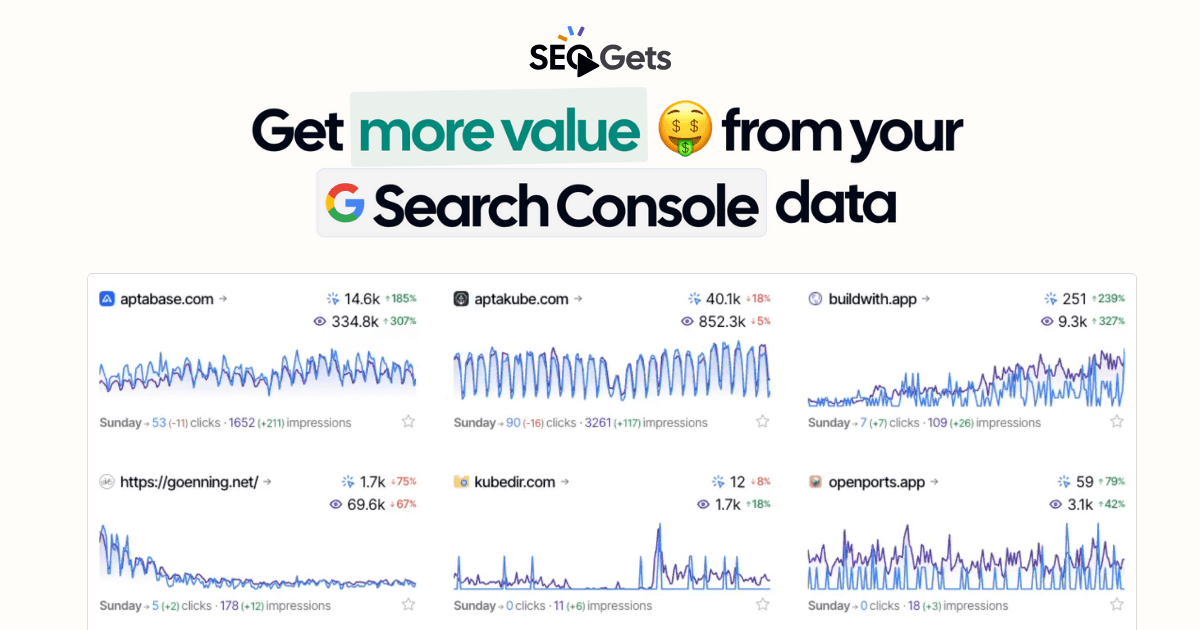 SEO Gets
Get more value 🤑 from your
Search Console data
aptabase.com → 14.6k ↑185%
334.8k ↑307%
Sunday → 53 (-11) clicks · 1652 (+211) impressions
aptakube.com → 40.1k ↓18%
852.3k ↓5%
Sunday → 90 (-16) clicks · 3261 (+117) impressions
buildwith.app → 251 ↑239%
9.3k ↑327%
Sunday → 7 (+7) clicks · 109 (+26) impressions
https://goenning.net/ → 1.7k ↓75%
69.6k ↓67%
Sunday → 5 (+2) clicks · 178 (+12) impressions
kubedir.com → 12 ↓8%
1.7k ↑18%
Sunday → 0 clicks · 11 (+6) impressions
openports.app → 59 ↑79%
3.1k ↑42%
Sunday → 0 clicks · 18 (+3) impressions